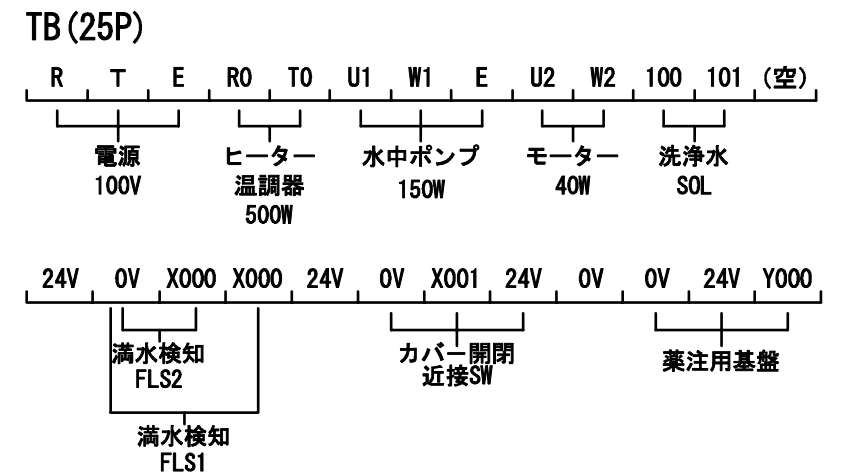 TB(25P)
R T E R0 T0 U1 W1 E U2 W2 100 101 (空)
電源 ヒーター 水中ポンプ モーター 洗浄水
100V 温調器 150W 40W SOL
500W
24V 0V X000 X000 24V 0V X001 24V 0V 0V 24V Y000
満水検知 カバー開閉 薬注用基盤
FLS2 近接SW
満水検知
FLS1